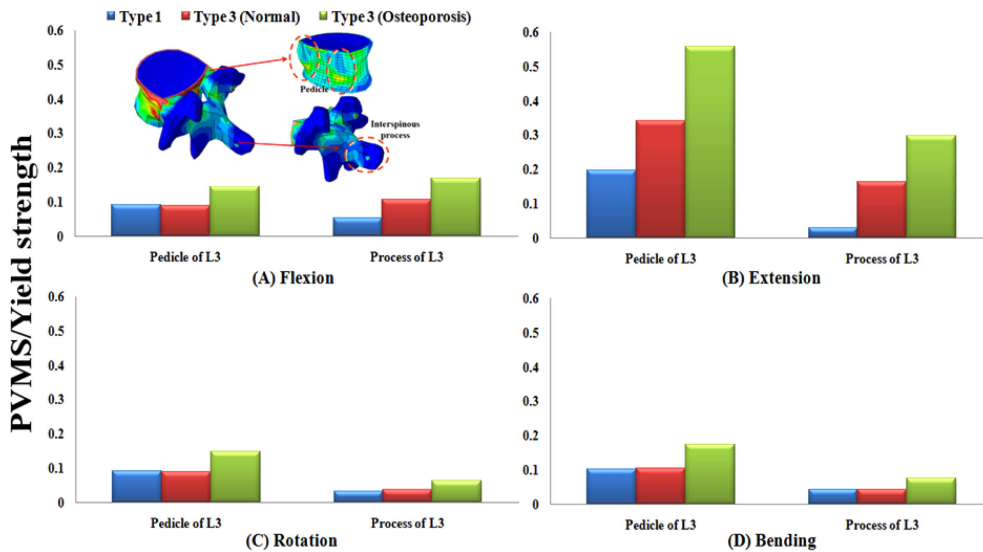 PVMS/Yield strength
Type 1 Type 3 (Normal) Type 3 (Osteoporosis)
0.6
0.5
0.4
0.3
0.2
0.1
0
Pedicle
Interspinous
process
Pedicle of L3 Process of L3
(A) Flexion
0.6
0.5
0.4
0.3
0.2
0.1
0
Pedicle of L3 Process of L3
(B) Extension
0.6
0.5
0.4
0.3
0.2
0.1
0
Pedicle of L3 Process of L3
(C) Rotation
0.6
0.5
0.4
0.3
0.2
0.1
0
Pedicle of L3 Process of L3
(D) Bending